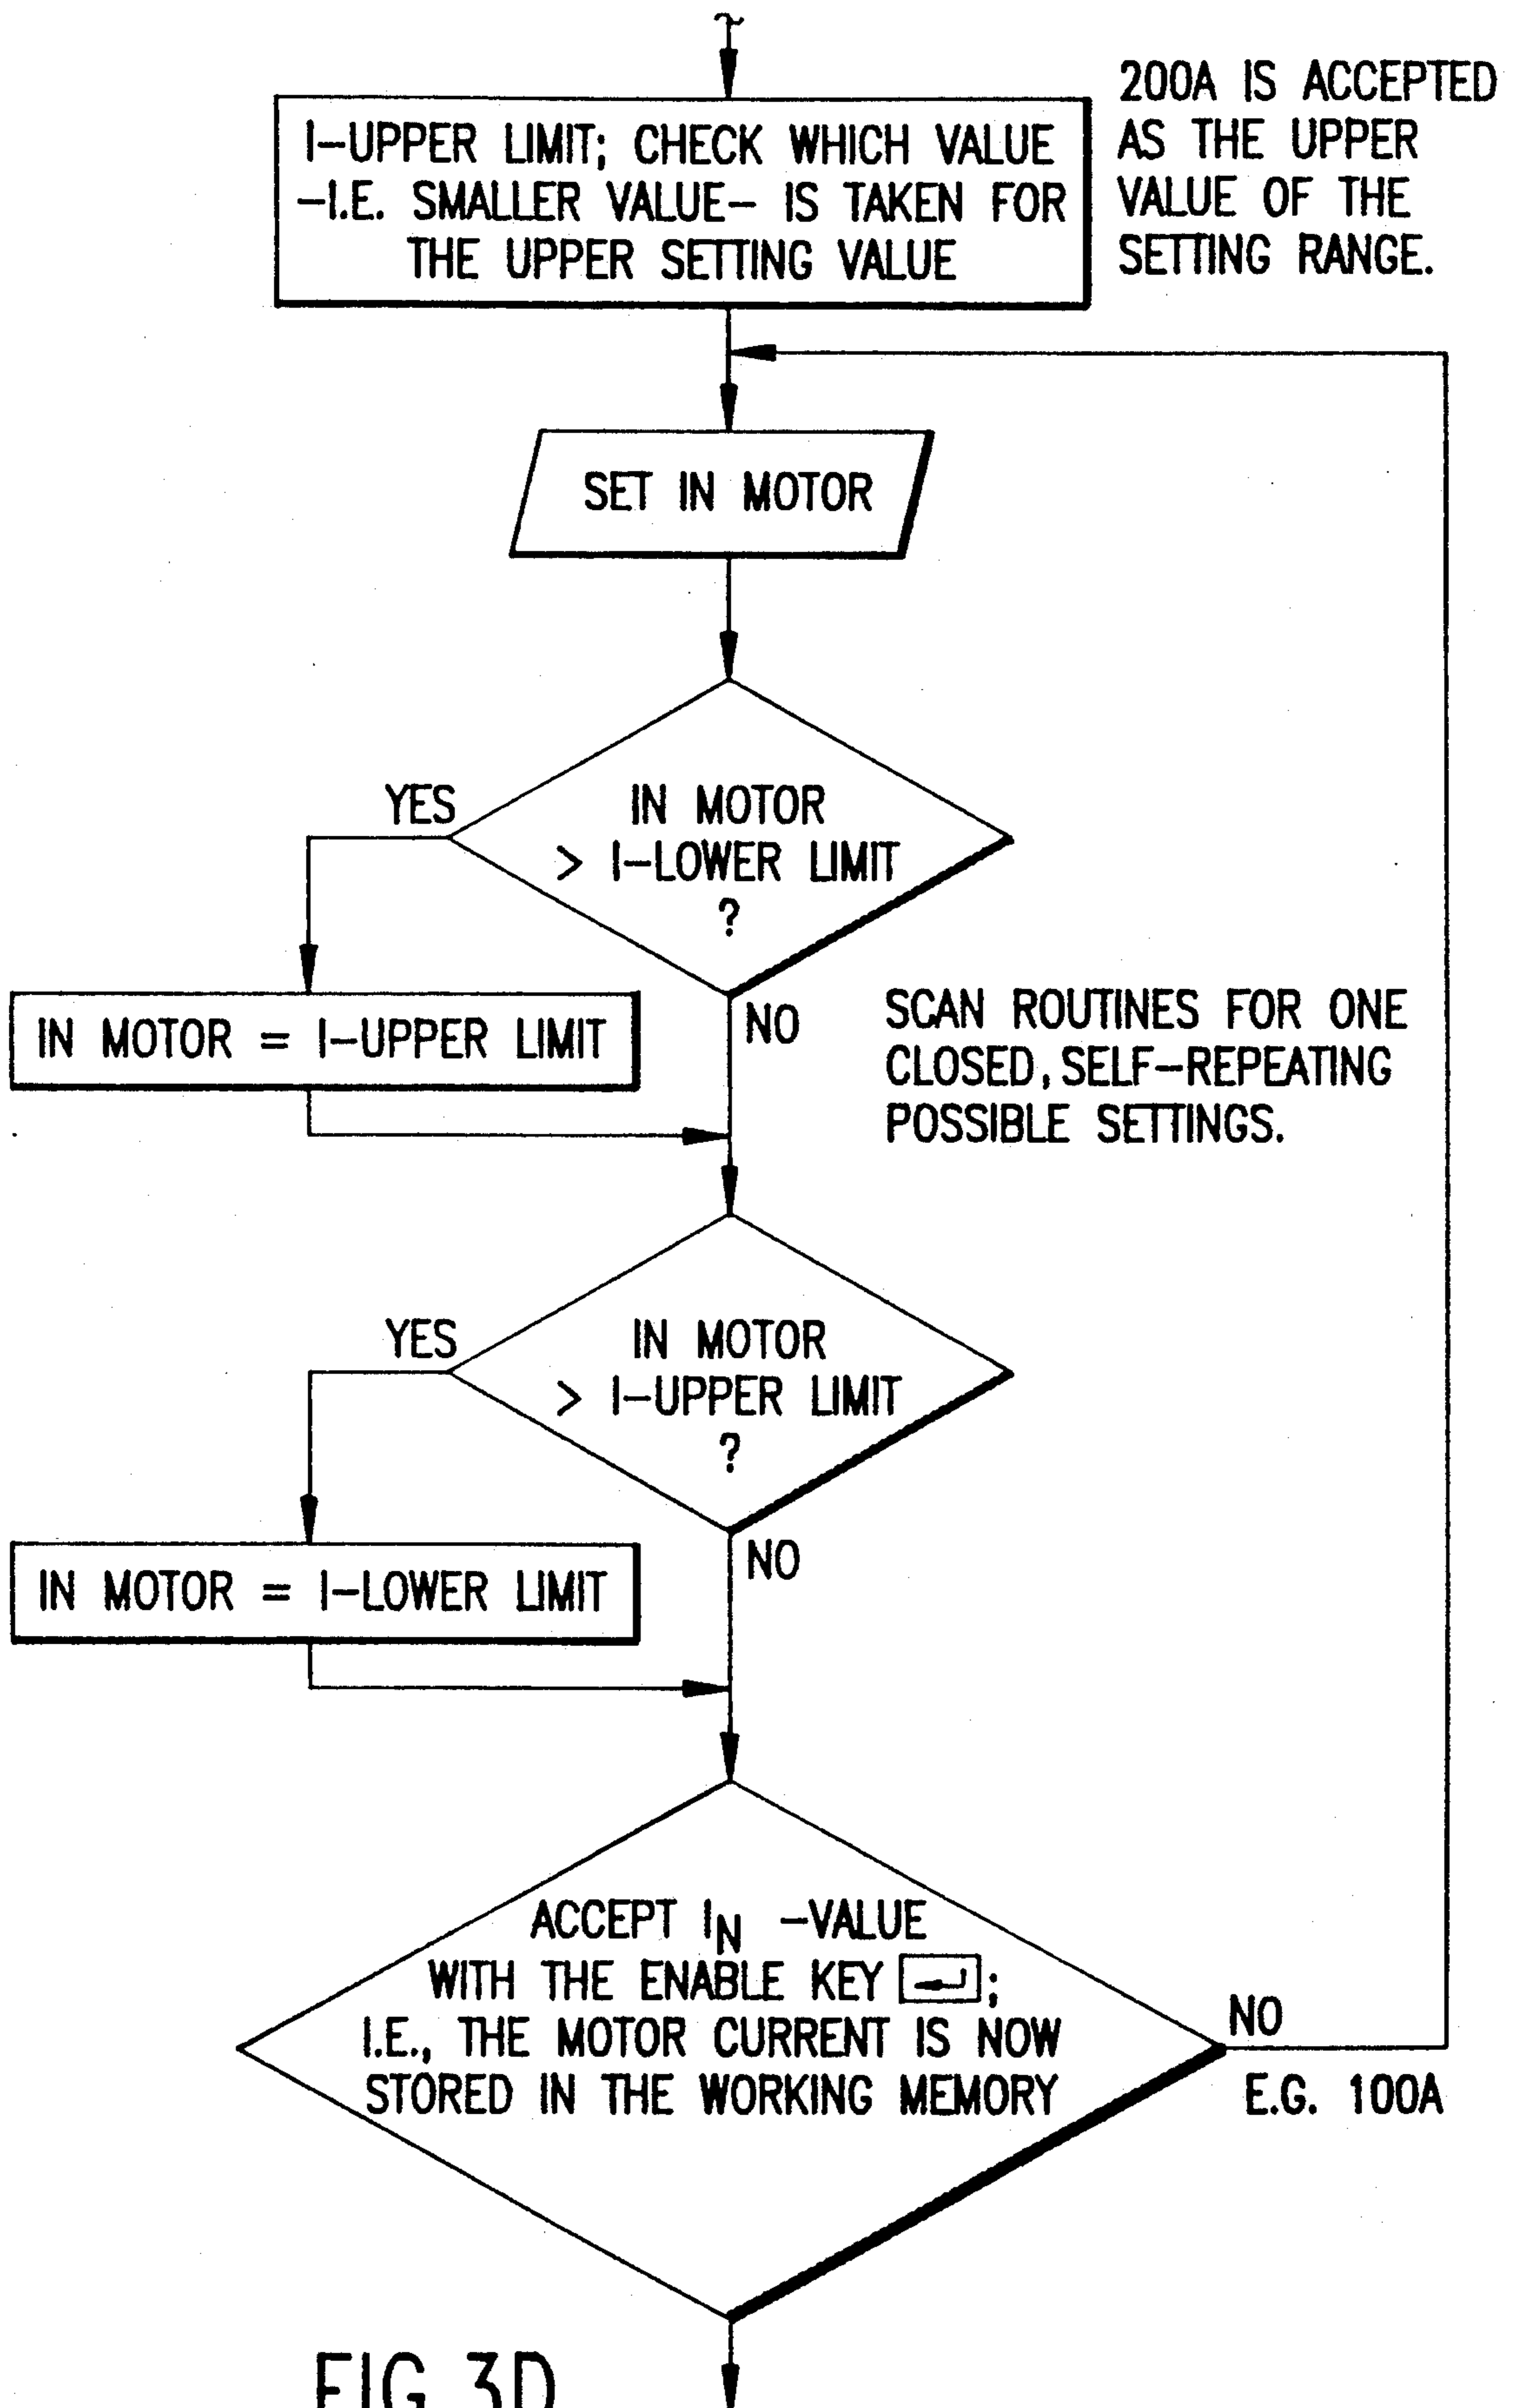 I-UPPER LIMIT; CHECK WHICH VALUE
-I.E. SMALLER VALUE- IS TAKEN FOR
THE UPPER SETTING VALUE
200A IS ACCEPTED
AS THE UPPER
VALUE OF THE
SETTING RANGE.
SET IN MOTOR
YES
IN MOTOR
> I-LOWER LIMIT
?
IN MOTOR = I-UPPER LIMIT
NO
SCAN ROUTINES FOR ONE
CLOSED, SELF-REPEATING
POSSIBLE SETTINGS.
YES
IN MOTOR
> I-UPPER LIMIT
?
NO
IN MOTOR = I-LOWER LIMIT
ACCEPT IN -VALUE
WITH THE ENABLE KEY ↵;
I.E., THE MOTOR CURRENT IS NOW
STORED IN THE WORKING MEMORY
NO
E.G. 100A
FIG 3D